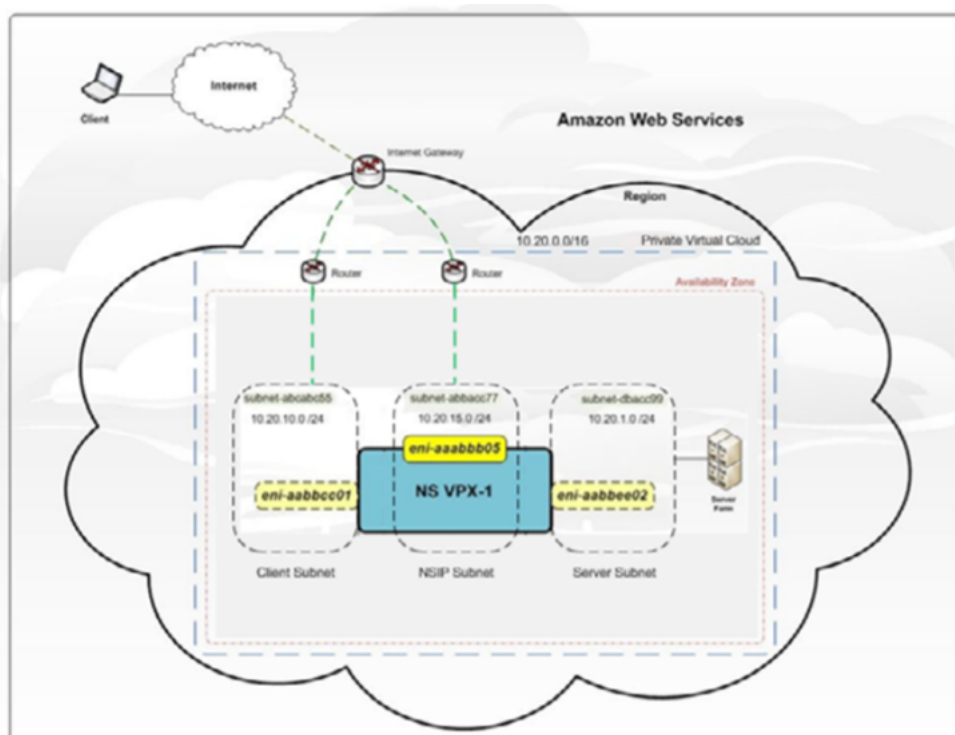 Internet
Client
Amazon Web Services
Internet Gateway
Region
10.20.0.0/16
Private Virtual Cloud
Router
Router
Availability Zone
subnet-abcabc55
subnet-abbacc77
subnet-dbacc99
10.20.10.0 /24
10.20.15.0 /24
10.20.1.0 /24
eni-aaabbb05
NS VPX-1
eni-aabbcc01
eni-aabbee02
Server
Farm
Client Subnet
NSIP Subnet
Server Subnet